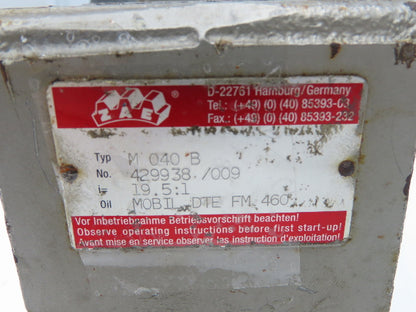 ZAE
D-22761 Hamburg/Germany
Tel.: (+49) (0) (40) 85393-03
Fax.: (+49) (0) (40) 85393-232
Typ M 040 B
No. 429938 /009
i= 19.5:1
Oil MOBIL DTE FM 460
Vor Inbetriebnahme Betriebsvorschrift beachten!
Observe operating instructions before first start-up!
Avant mise en service observer les instruction d'exploitation!